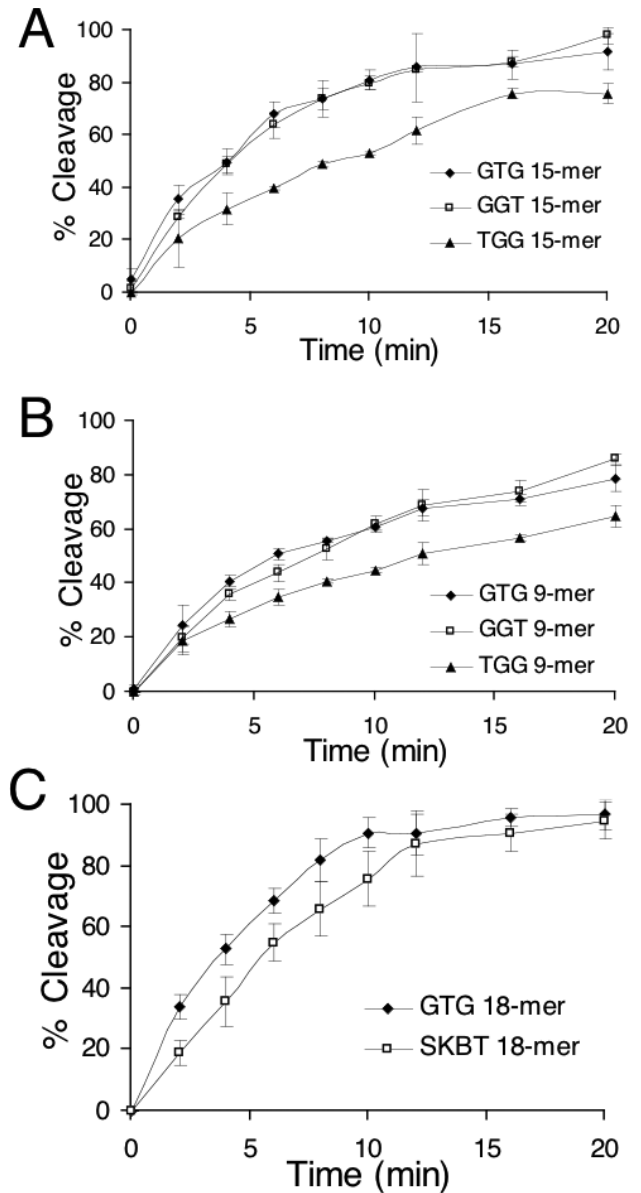 A
100
80
60
40
20
0
% Cleavage
GTG 15-mer
GGT 15-mer
TGG 15-mer
0 5 10 15 20
Time (min)
B
100
80
60
40
20
0
% Cleavage
GTG 9-mer
GGT 9-mer
TGG 9-mer
0 5 10 15 20
Time (min)
C
100
80
60
40
20
0
% Cleavage
GTG 18-mer
SKBT 18-mer
0 5 10 15 20
Time (min)